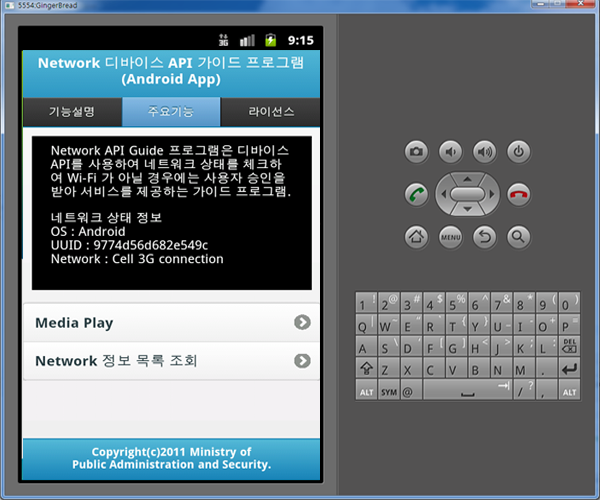 5554:GingerBread
3G 9:15
Network 디바이스 API 가이드 프로그램
(Android App)
기능설명 주요기능 라이선스
Network API Guide 프로그램은 디바이스
API를 사용하여 네트워크 상태를 체크하
여 Wi-Fi 가 아닐 경우에는 사용자 승인을
받아 서비스를 제공하는 가이드 프로그램.
네트워크 상태 정보
OS : Android
UUID : 9774d56d682e549c
Network : Cell 3G connection
Media Play
Network 정보 목록 조회
Copyright(c)2011 Ministry of
Public Administration and Security.
MENU
1 ! 2 @ 3 # 4 $ 5 % 6 ^ 7 & 8 * 9 ( 0 )
Q | W ~ E " R ` T { Y } U _ I - O + P =
A S \ D ' F [ G ] H < J > K ; L : DEL
Z X C V B N M .
ALT SYM @ / ? , ALT